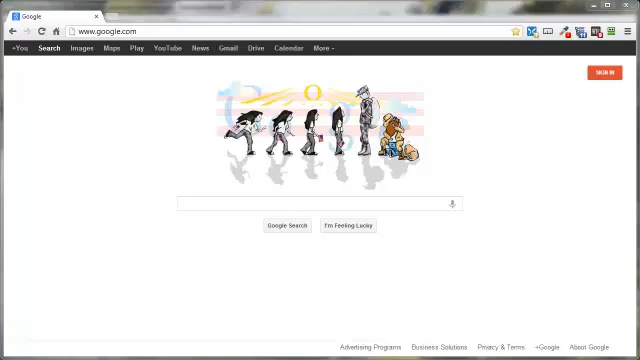 Google
www.google.com
+You Search Images Maps Play YouTube News Gmail Drive Calendar More
SIGN IN
Google Search I'm Feeling Lucky
Advertising Programs Business Solutions Privacy & Terms +Google About Google